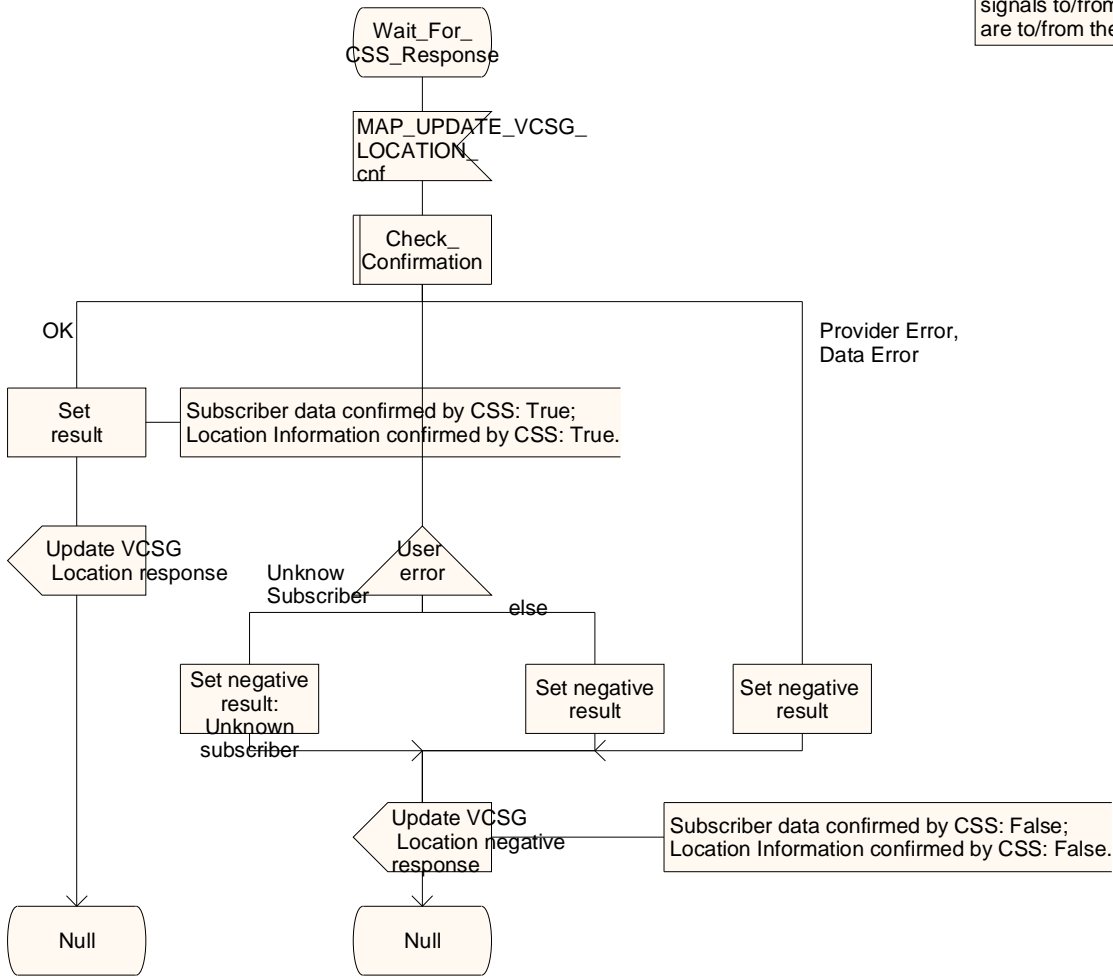 signals to/from
are to/from the
Wait_For_
CSS_Response
MAP_UPDATE_VCSG_
LOCATION_
cnf
Check_
Confirmation
OK
Provider Error,
Data Error
Set
result
Subscriber data confirmed by CSS: True;
Location Information confirmed by CSS: True.
Update VCSG
Location response
User
error
Unknow
Subscriber
else
Set negative
result:
Unknown
subscriber
Set negative
result
Set negative
result
Update VCSG
Location negative
response
Subscriber data confirmed by CSS: False;
Location Information confirmed by CSS: False.
Null
Null